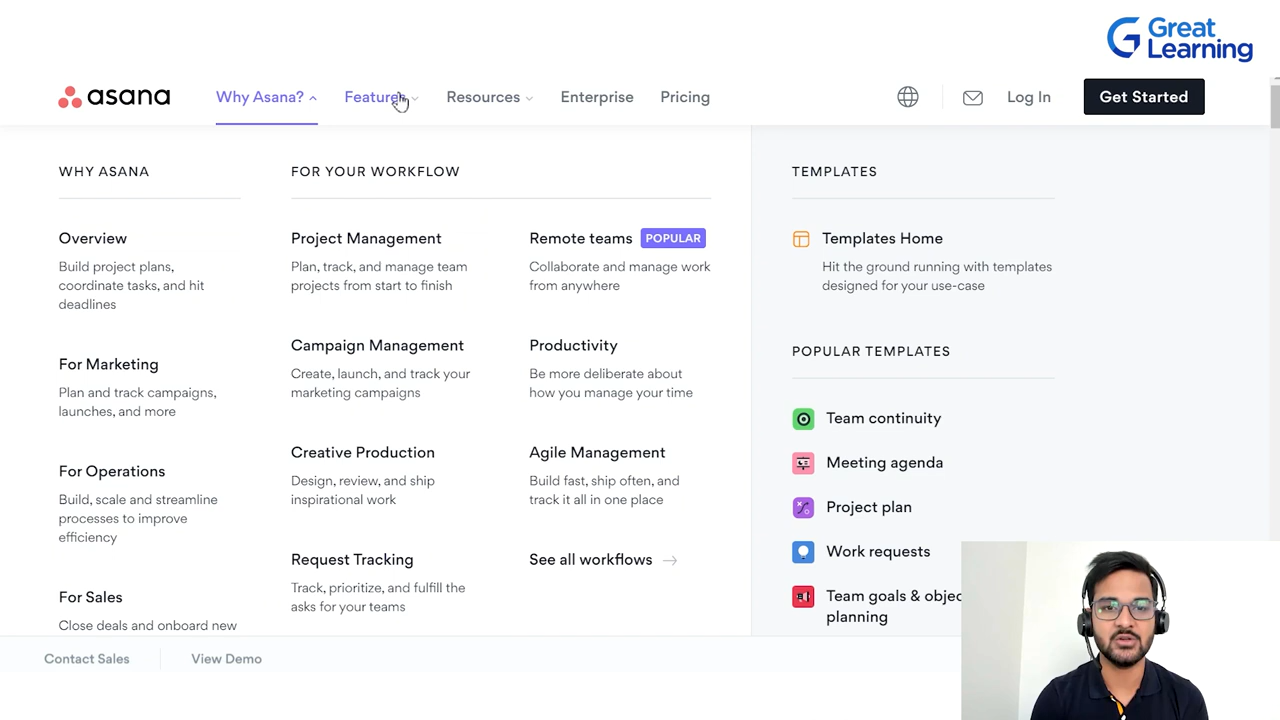 Great
Learning
asana
Why Asana?
Features
Resources
Enterprise
Pricing
Log In
Get Started
WHY ASANA
Overview
Build project plans,
coordinate tasks, and hit
deadlines
For Marketing
Plan and track campaigns,
launches, and more
For Operations
Build, scale and streamline
processes to improve
efficiency
For Sales
Close deals and onboard new
FOR YOUR WORKFLOW
Project Management
Plan, track, and manage team
projects from start to finish
Campaign Management
Create, launch, and track your
marketing campaigns
Creative Production
Design, review, and ship
inspirational work
Request Tracking
Track, prioritize, and fulfill the
asks for your teams
Remote teams POPULAR
Collaborate and manage work
from anywhere
Productivity
Be more deliberate about
how you manage your time
Agile Management
Build fast, ship often, and
track it all in one place
See all workflows →
TEMPLATES
Templates Home
Hit the ground running with templates
designed for your use-case
POPULAR TEMPLATES
Team continuity
Meeting agenda
Project plan
Work requests
Team goals &
planning
Contact Sales
View Demo